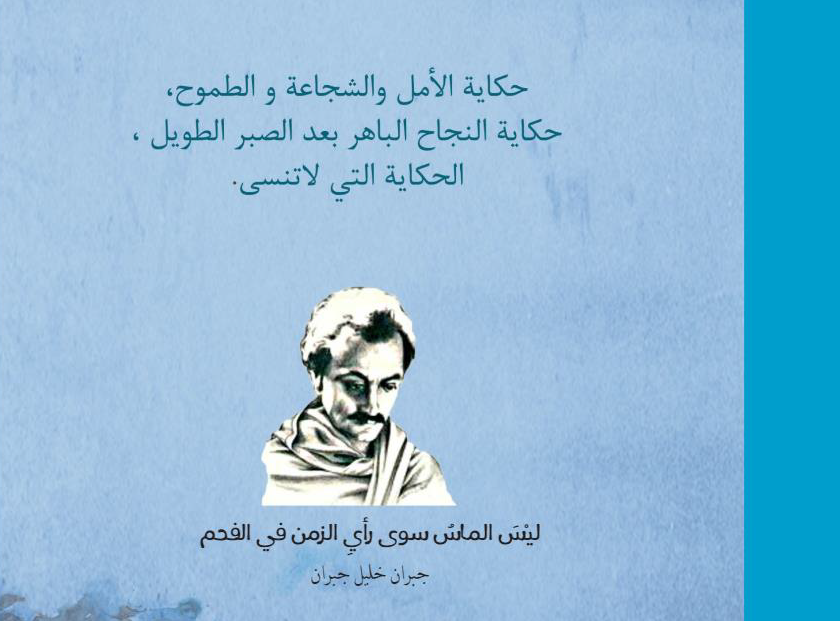 حكاية الأمل والشجاعة و الطموح،
حكاية النجاح الباهر بعد الصبر الطويل ،
الحكاية التي لاتنسى.
ليْسَ الماسُ سوى رأيِ الزمن في الفحم
جبران خليل جبران